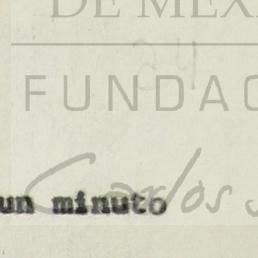 DE MEX
FUNDAC
Carlos S
un minuto